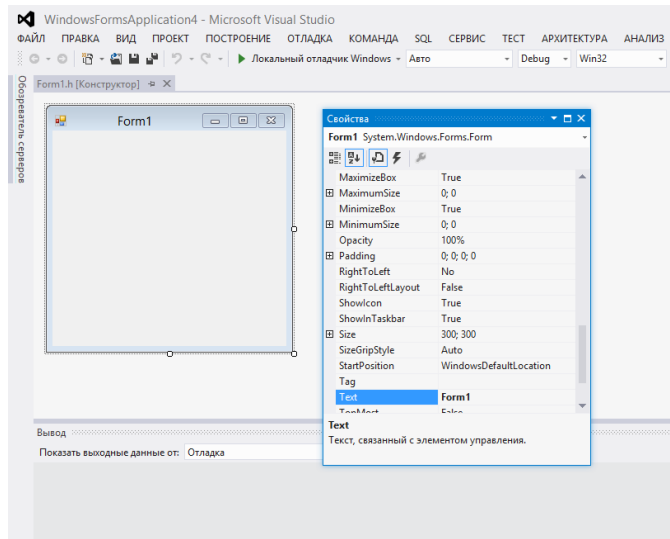 WindowsFormsApplication4 - Microsoft Visual Studio
ФАЙЛ ПРАВКА ВИД ПРОЕКТ ПОСТРОЕНИЕ ОТЛАДКА КОМАНДА SQL СЕРВИС ТЕСТ АРХИТЕКТУРА АНАЛИЗ
Локальный отладчик Windows Авто Debug Win32
Обозреватель серверов
Form1.h [Конструктор]
Form1
Свойства
Form1 System.Windows.Forms.Form
MaximizeBox True
MaximumSize 0; 0
MinimizeBox True
MinimumSize 0; 0
Opacity 100%
Padding 0; 0; 0; 0
RightToLeft No
RightToLeftLayout False
ShowIcon True
ShowInTaskbar True
Size 300; 300
SizeGripStyle Auto
StartPosition WindowsDefaultLocation
Tag
Text Form1
TopMost False
Text
Текст, связанный с элементом управления.
Вывод
Показать выходные данные от: Отладка